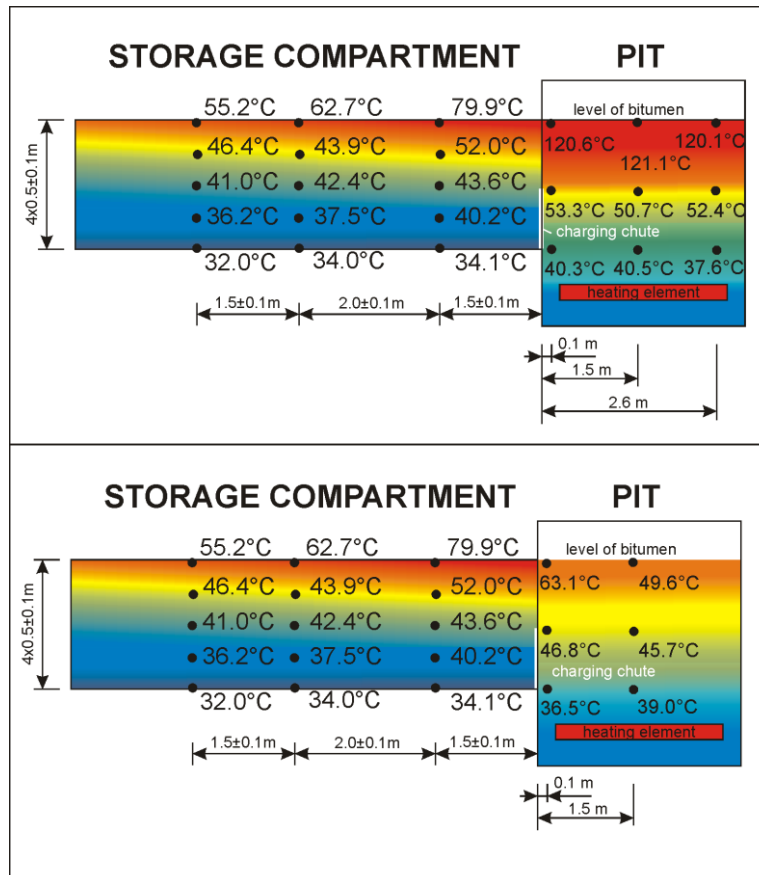 STORAGE COMPARTMENT PIT
55.2°C 62.7°C 79.9°C level of bitumen
46.4°C 43.9°C 52.0°C 120.6°C 120.1°C
121.1°C
41.0°C 42.4°C 43.6°C
4x0.5±0.1m
36.2°C 37.5°C 40.2°C 53.3°C 50.7°C 52.4°C
charging chute
32.0°C 34.0°C 34.1°C 40.3°C 40.5°C 37.6°C
heating element
1.5±0.1m 2.0±0.1m 1.5±0.1m
0.1 m
1.5 m
2.6 m
STORAGE COMPARTMENT PIT
55.2°C 62.7°C 79.9°C level of bitumen
46.4°C 43.9°C 52.0°C 63.1°C 49.6°C
41.0°C 42.4°C 43.6°C
4x0.5±0.1m
36.2°C 37.5°C 40.2°C 46.8°C 45.7°C
charging chute
32.0°C 34.0°C 34.1°C 36.5°C 39.0°C
heating element
1.5±0.1m 2.0±0.1m 1.5±0.1m
0.1 m
1.5 m